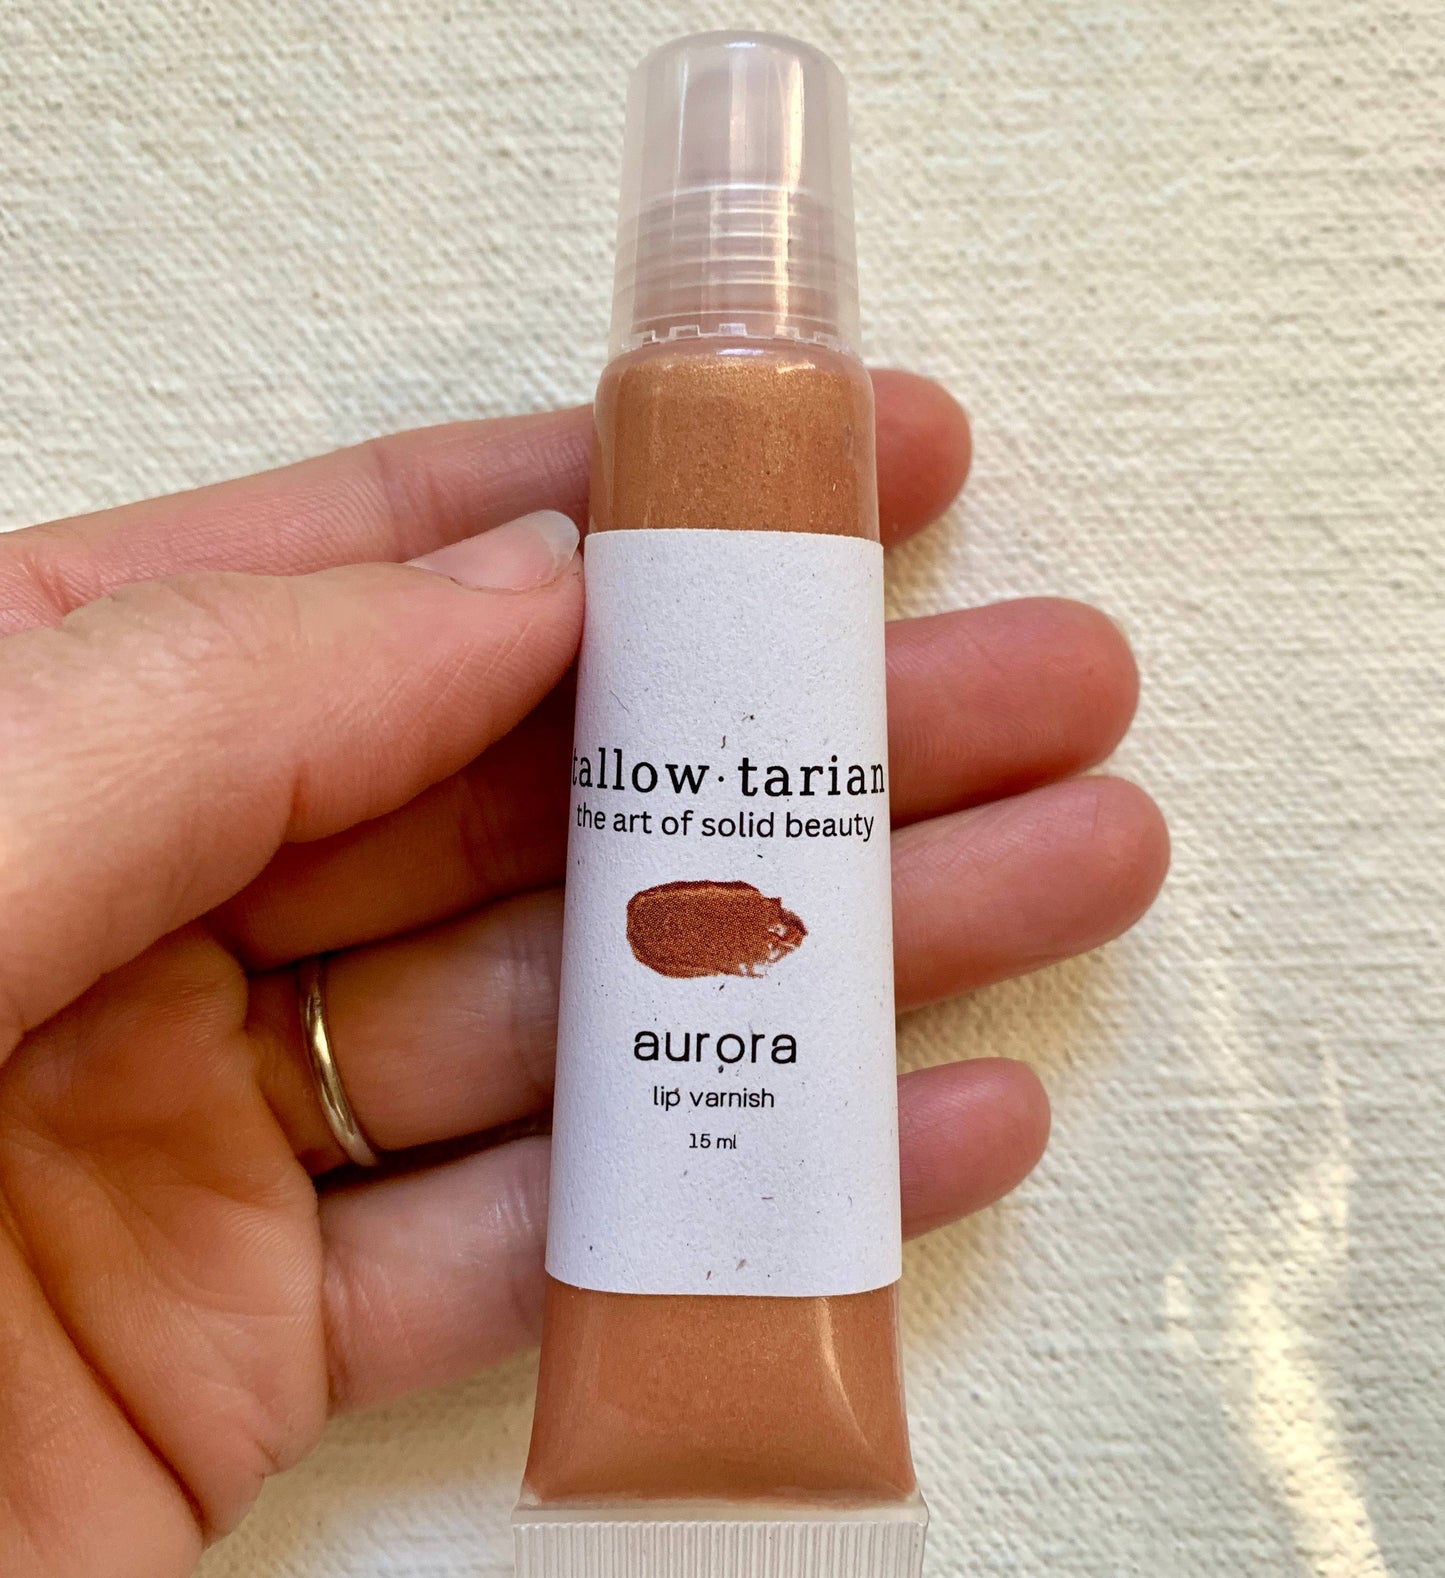 tallow·tarian
the art of solid beauty
aurora
lip varnish
15 ml